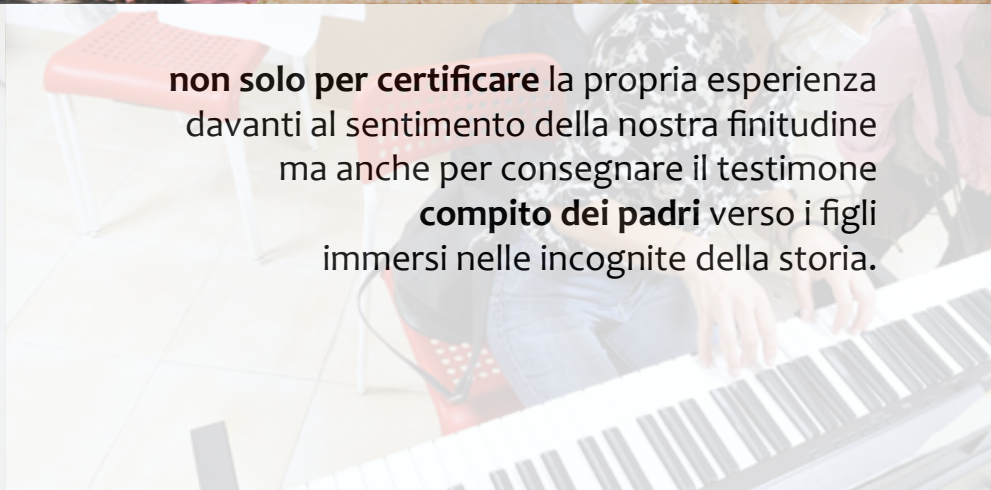 non solo per certificare la propria esperienza
davanti al sentimento della nostra finitudine
ma anche per consegnare il testimone
compito dei padri verso i figli
immersi nelle incognite della storia.